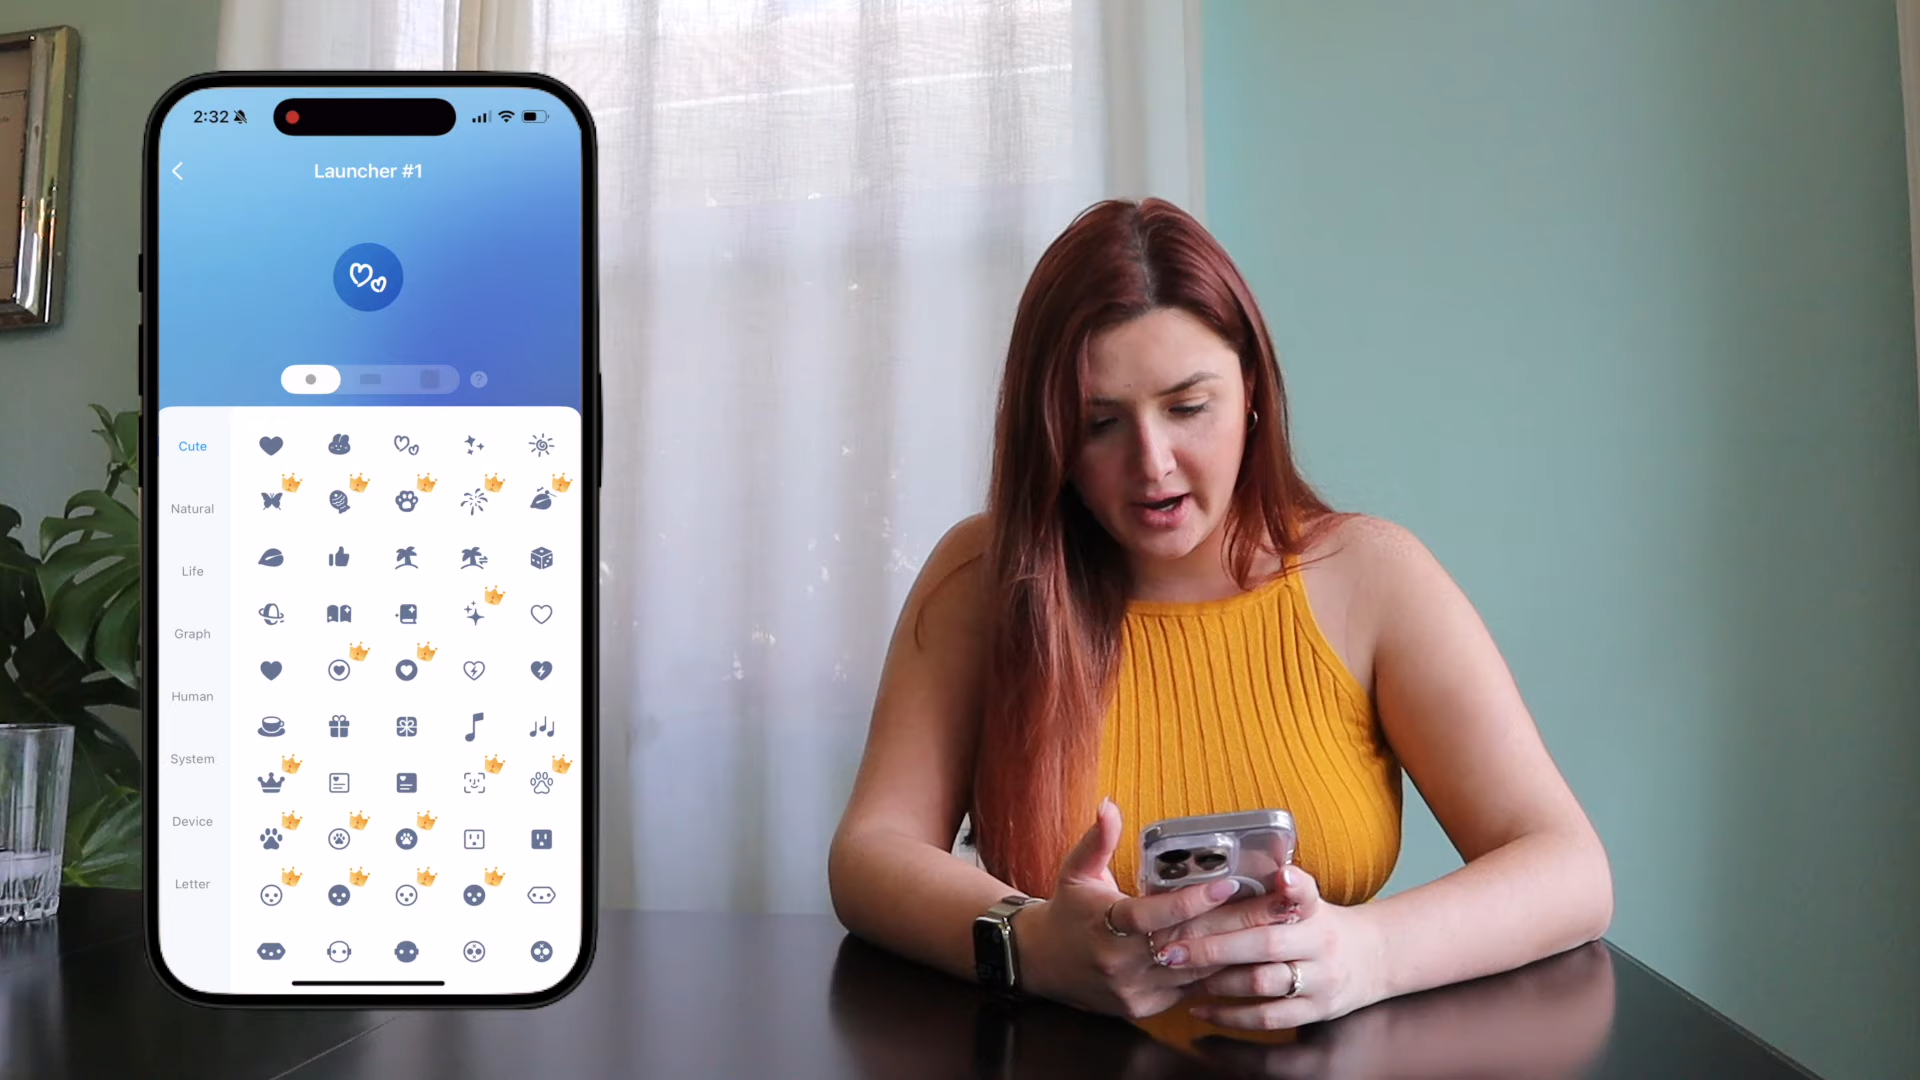 2:32
Launcher #1
?
Cute
Natural
Life
Graph
Human
System
Device
Letter